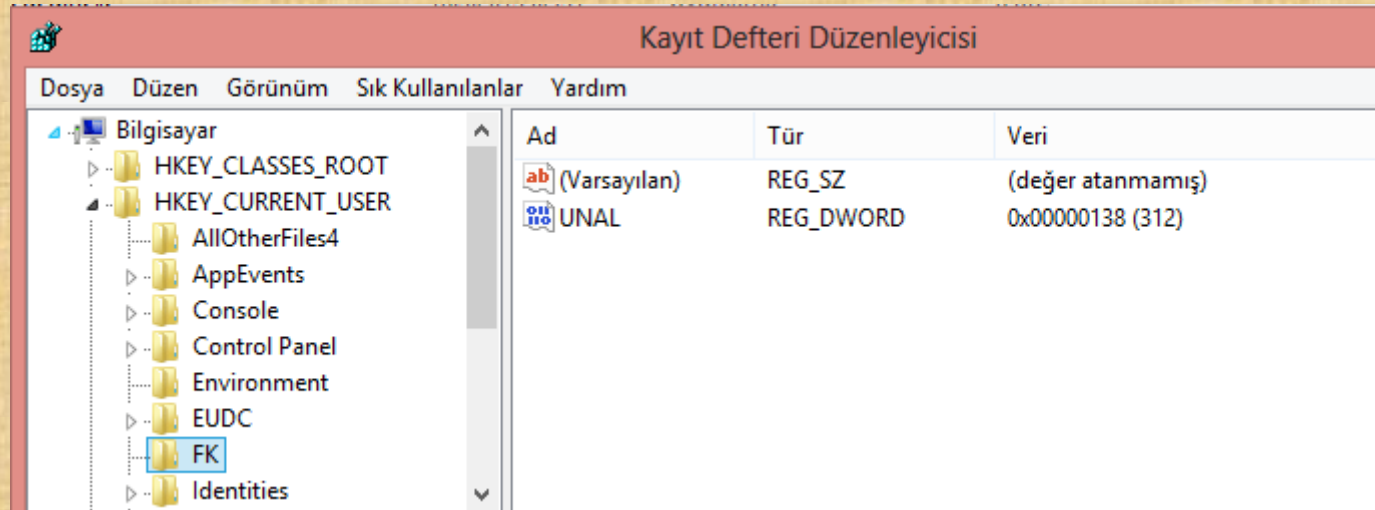 Kayıt Defteri Düzenleyicisi
Dosya Düzen Görünüm Sık Kullanılanlar Yardım
Bilgisayar
HKEY_CLASSES_ROOT
HKEY_CURRENT_USER
AllOtherFiles4
AppEvents
Console
Control Panel
Environment
EUDC
FK
Identities
Ad Tür Veri
(Varsayılan) REG_SZ (değer atanmamış)
UNAL REG_DWORD 0x00000138 (312)